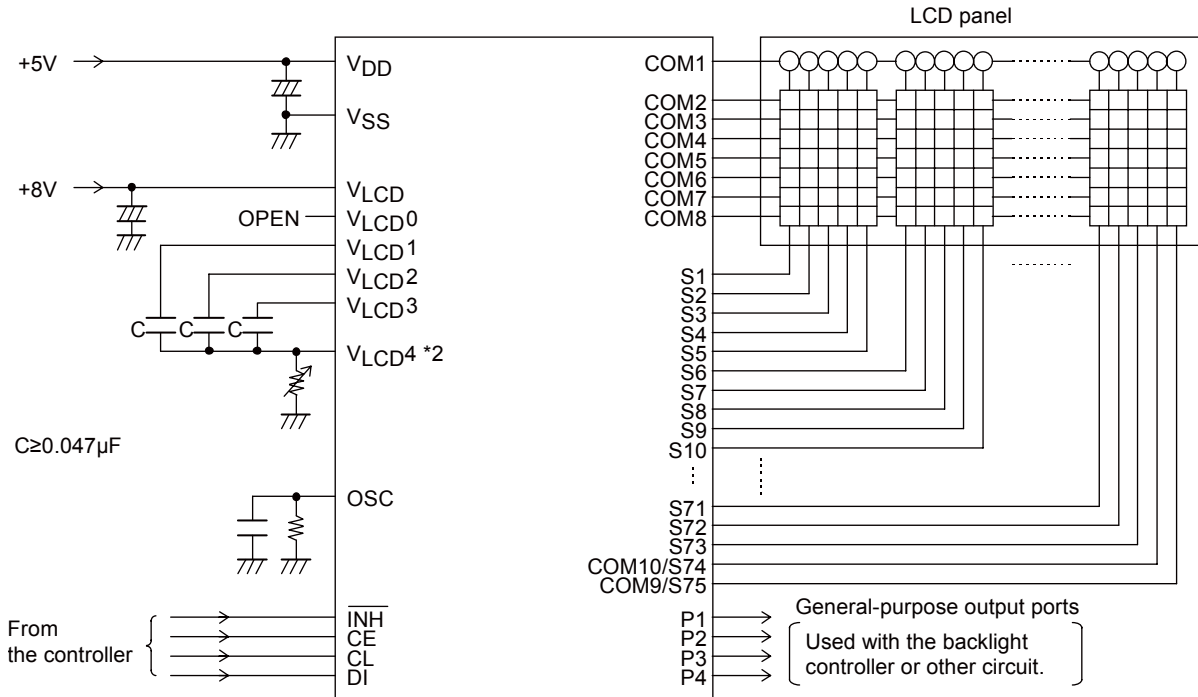 LCD panel
+5V
VDD
VSS
+8V
VLCD
OPEN
VLCD0
VLCD1
VLCD2
VLCD3
C
C
C
VLCD4 *2
C≥0.047µF
OSC
From
the controller
INH
CE
CL
DI
COM1
COM2
COM3
COM4
COM5
COM6
COM7
COM8
S1
S2
S3
S4
S5
S6
S7
S8
S9
S10
S71
S72
S73
COM10/S74
COM9/S75
P1
P2
P3
P4
General-purpose output ports
Used with the backlight
controller or other circuit.